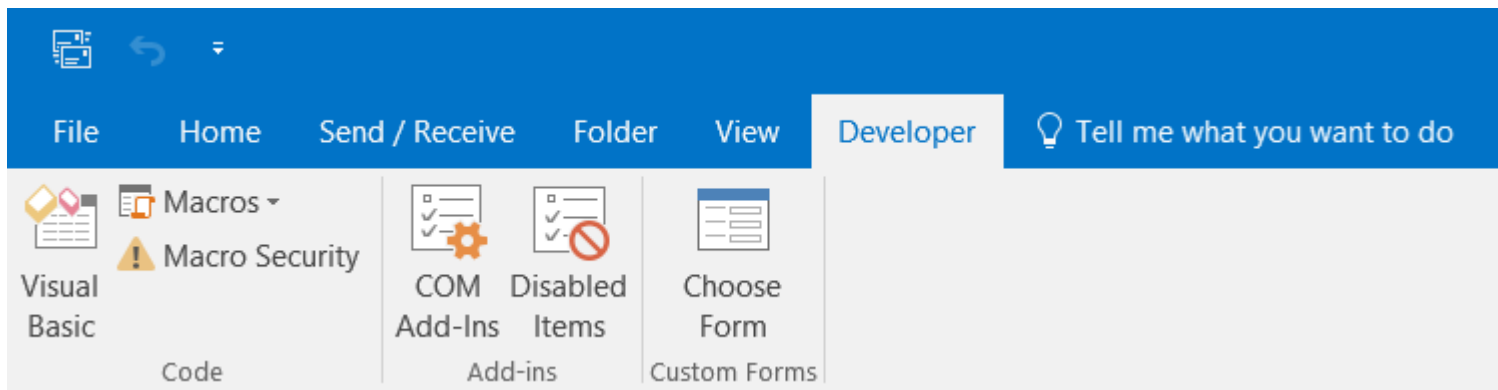 File Home Send / Receive Folder View Developer Tell me what you want to do
Macros
Macro Security
Visual
Basic
COM
Add-Ins
Disabled
Items
Choose
Form
Code Add-ins Custom Forms